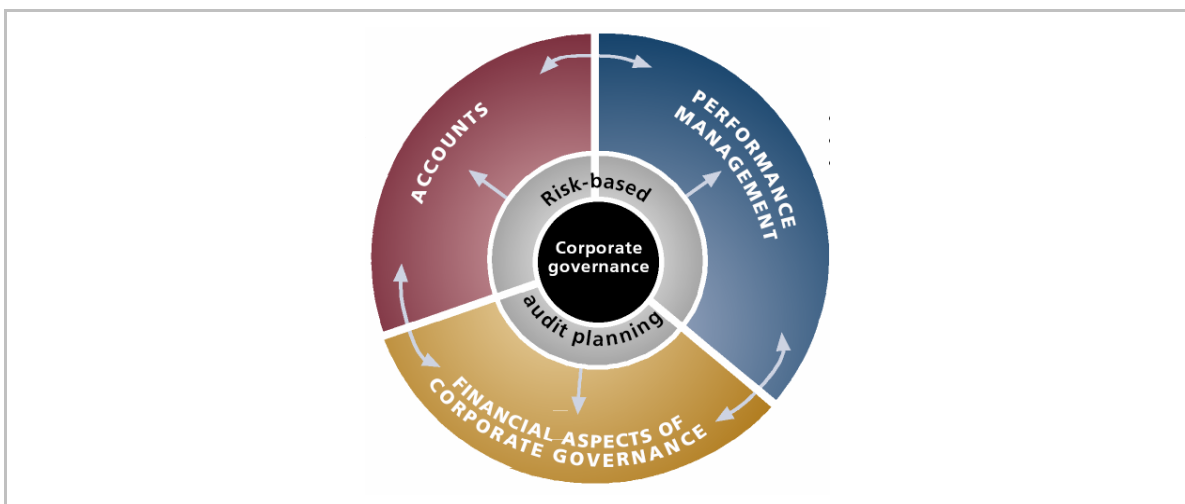 ACCOUNTS
PERFORMANCE
MANAGEMENT
Risk-based
Corporate
governance
audit planning
FINANCIAL ASPECTS OF
CORPORATE GOVERNANCE